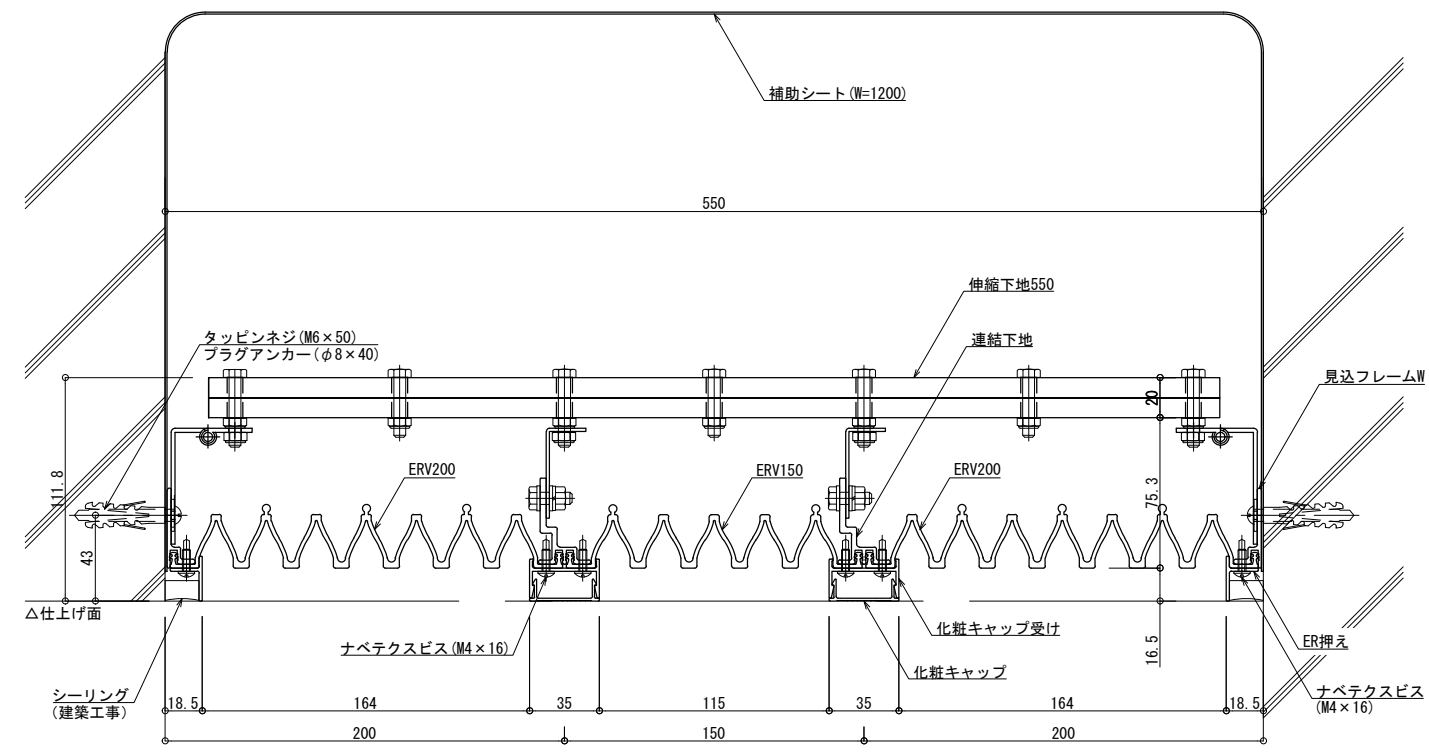 補助シート(W=1200)
550
伸縮下地550
タッピンネジ(M6×50)
プラグアンカー(φ8×40)
連結下地
見込フレームW
20
111.8
ERV200
ERV150
ERV200
75.3
43
△仕上げ面
化粧キャップ受け
ナベテクスビス(M4×16)
ER押え
16.5
化粧キャップ
シーリング
(建築工事)
ナベテクスビス
(M4×16)
18.5
164
35
115
35
164
18.5
200
150
200